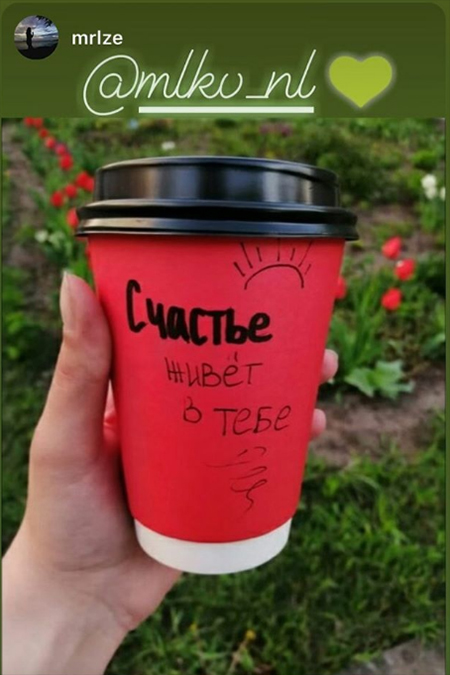 mrlze
@mlkv_nl
Счастье
живёт
в тебе